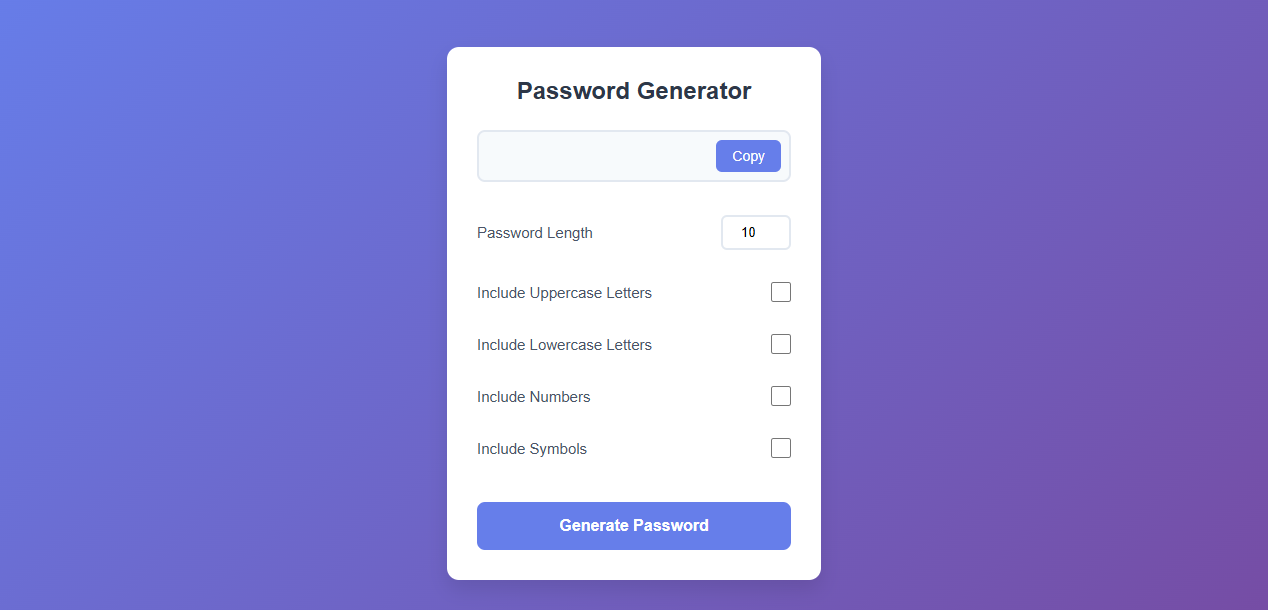 Password Generator
Copy
Password Length 10
Include Uppercase Letters
Include Lowercase Letters
Include Numbers
Include Symbols
Generate Password